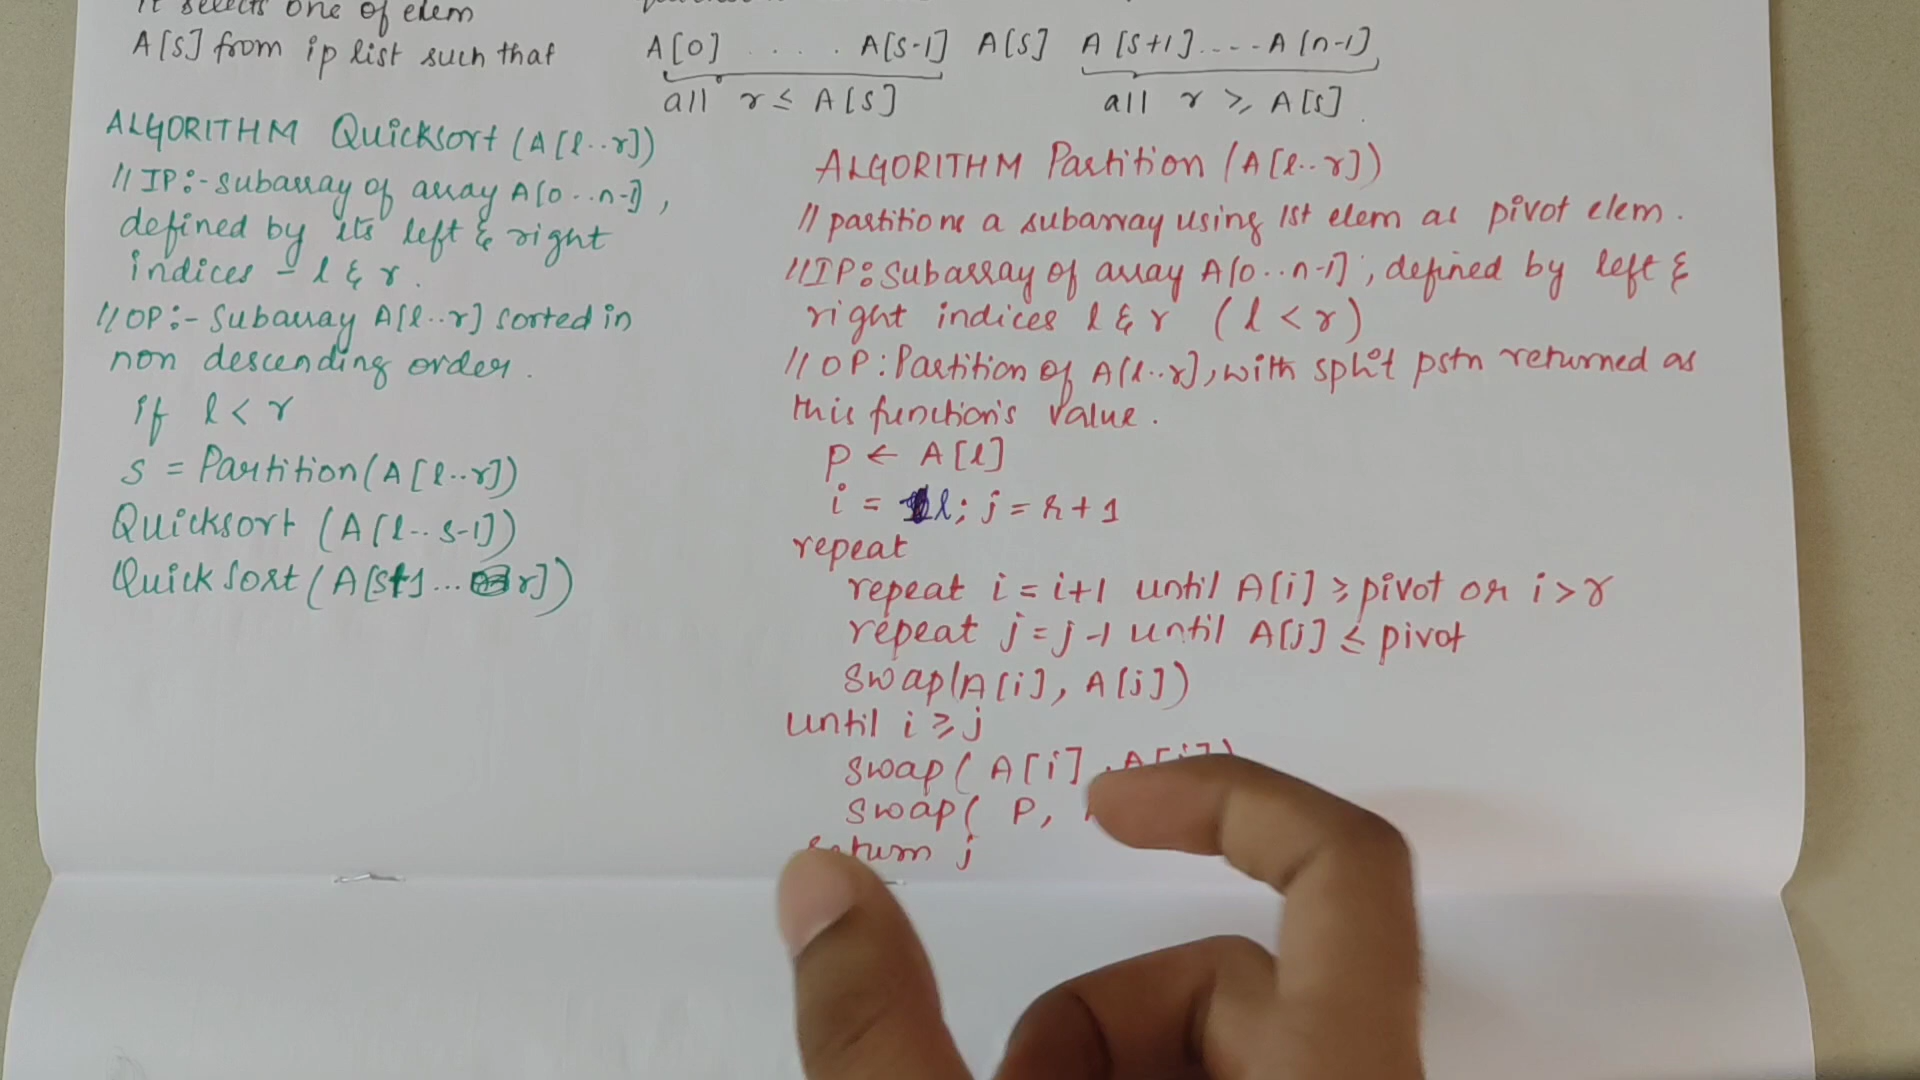 It selects one of elem
A[S] from ip list such that
A[0] .... A[S-1] A[S] A[S+1]....A[n-1]
all r ≤ A[S]
all r ≥ A[S].
ALGORITHM Quicksort (A[l..r])
// IP:- Subarray of array A[0..n-1],
defined by its left & right
indices - l & r.
// OP:- Subarray A[l..r] sorted in
non descending order.
if l < r
s = Partition(A[l..r])
Quicksort (A[l..s-1])
Quicksort (A[s+1...r])
ALGORITHM Partition (A[l..r])
// partitions a subarray using 1st elem as pivot elem.
// IP: Subarray of array A[0..n-1], defined by left &
right indices l & r (l < r)
// OP: Partition of A[l..r], with split pstn returned as
this function's value.
P ← A[l]
i = l; j = r+1
repeat
repeat i = i+1 until A[i] ≥ pivot or i > r
repeat j = j-1 until A[j] ≤ pivot
swap(A[i], A[j])
until i ≥ j
swap( A[i], A[j])
swap( P,
return j